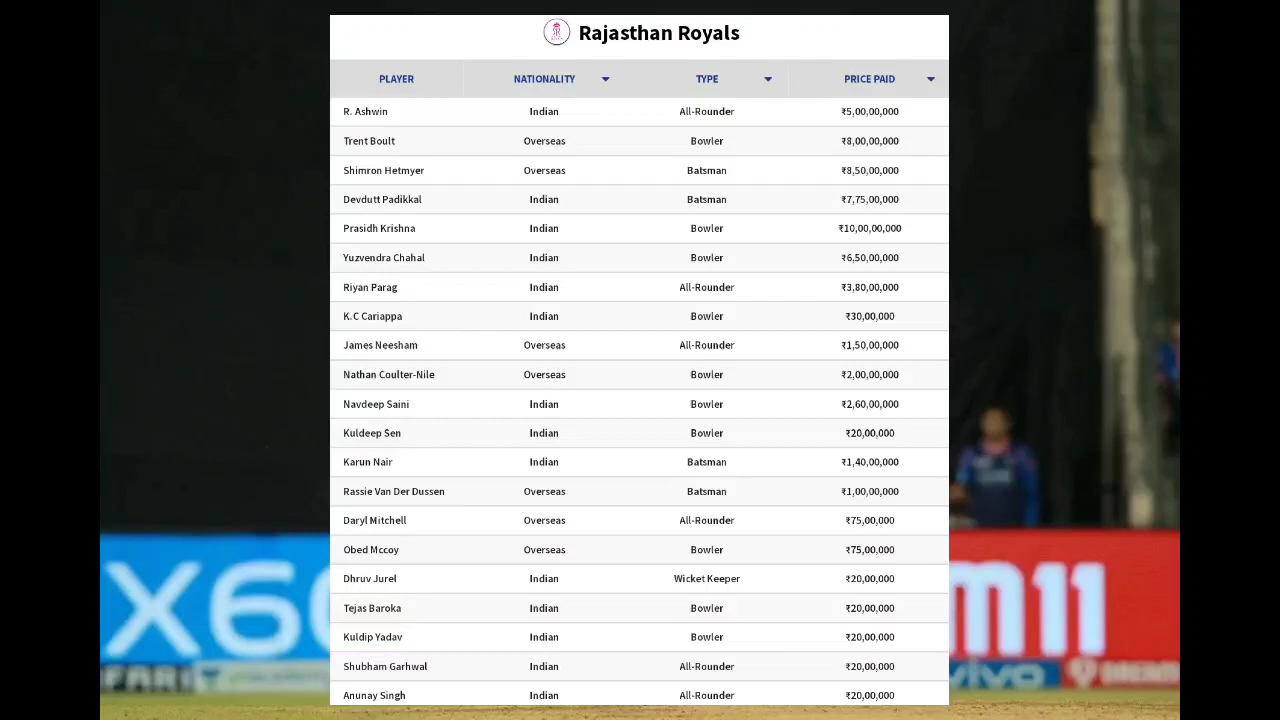 Rajasthan Royals
PLAYER NATIONALITY TYPE PRICE PAID
R. Ashwin Indian All-Rounder ₹5,00,00,000
Trent Boult Overseas Bowler ₹8,00,00,000
Shimron Hetmyer Overseas Batsman ₹8,50,00,000
Devdutt Padikkal Indian Batsman ₹7,75,00,000
Prasidh Krishna Indian Bowler ₹10,00,00,000
Yuzvendra Chahal Indian Bowler ₹6,50,00,000
Riyan Parag Indian All-Rounder ₹3,80,00,000
K.C Cariappa Indian Bowler ₹30,00,000
James Neesham Overseas All-Rounder ₹1,50,00,000
Nathan Coulter-Nile Overseas Bowler ₹2,00,00,000
Navdeep Saini Indian Bowler ₹2,60,00,000
Kuldeep Sen Indian Bowler ₹20,00,000
Karun Nair Indian Batsman ₹1,40,00,000
Rassie Van Der Dussen Overseas Batsman ₹1,00,00,000
Daryl Mitchell Overseas All-Rounder ₹75,00,000
Obed Mccoy Overseas Bowler ₹75,00,000
Dhruv Jurel Indian Wicket Keeper ₹20,00,000
Tejas Baroka Indian Bowler ₹20,00,000
Kuldip Yadav Indian Bowler ₹20,00,000
Shubham Garhwal Indian All-Rounder ₹20,00,000
Anunay Singh Indian All-Rounder ₹20,00,000
X60
M11
FARI
vivo
DREAM